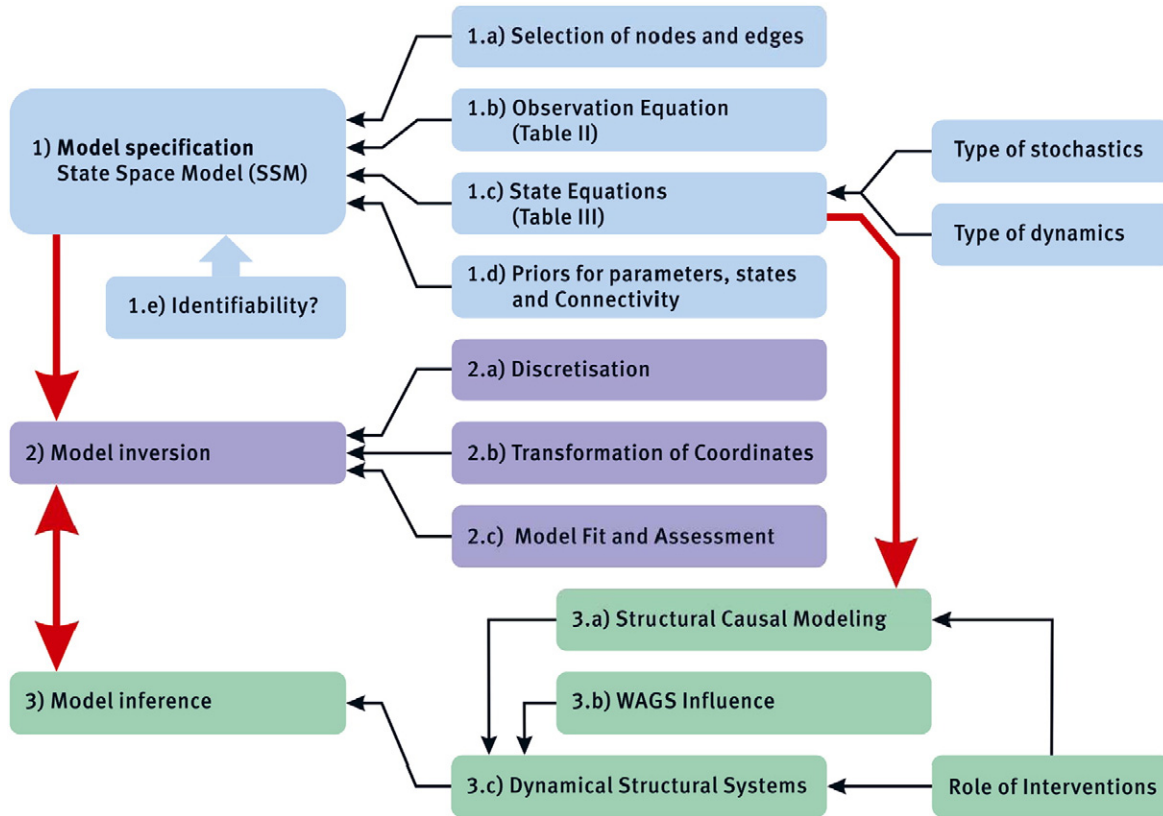 1.a) Selection of nodes and edges
1.b) Observation Equation
(Table II)
1) Model specification
State Space Model (SSM)
Type of stochastics
1.c) State Equations
(Table III)
Type of dynamics
1.d) Priors for parameters, states
and Connectivity
1.e) Identifiability?
2.a) Discretisation
2) Model inversion
2.b) Transformation of Coordinates
2.c) Model Fit and Assessment
3.a) Structural Causal Modeling
3) Model inference
3.b) WAGS Influence
3.c) Dynamical Structural Systems
Role of Interventions